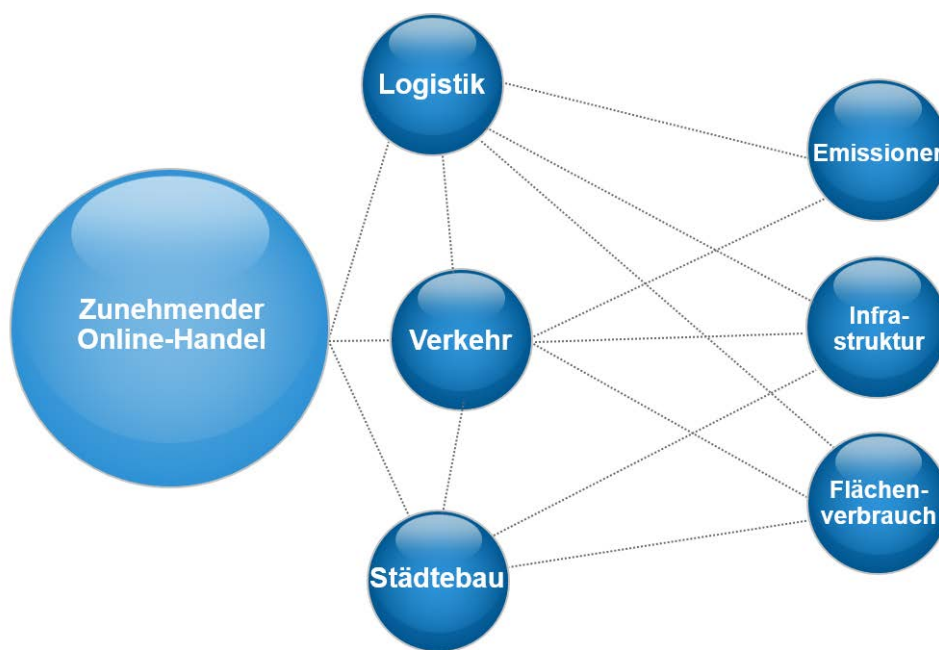 Logistik
Emissionen
Zunehmender
Online-Handel
Verkehr
Infra-
struktur
Flächen-
verbrauch
Städtebau